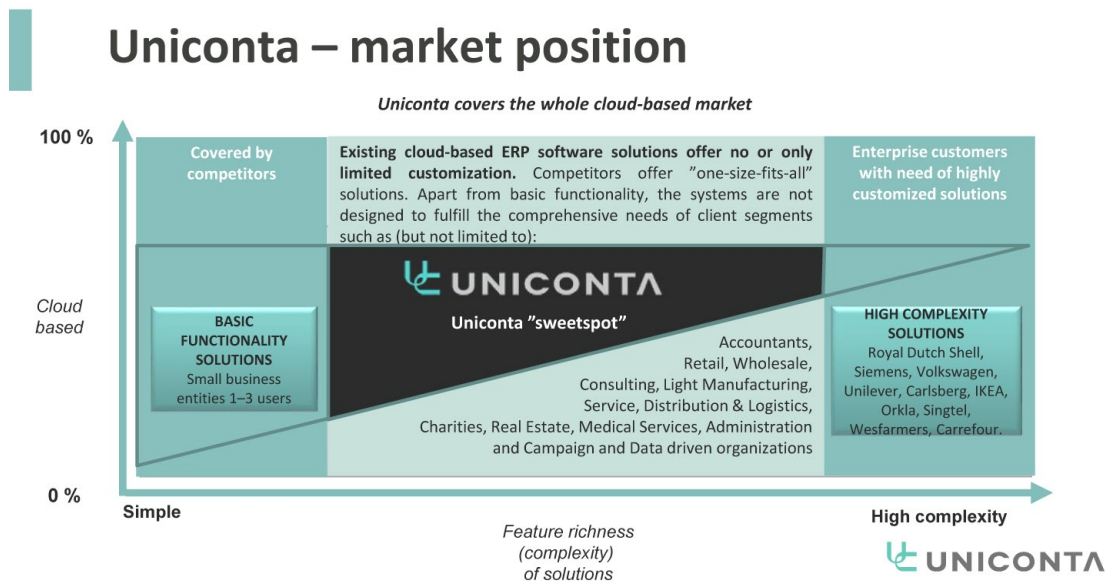 Uniconta – market position
Uniconta covers the whole cloud-based market
100 %
Covered by
competitors
Existing cloud-based ERP software solutions offer no or only
limited customization. Competitors offer ”one-size-fits-all”
solutions. Apart from basic functionality, the systems are not
designed to fulfill the comprehensive needs of client segments
such as (but not limited to):
Enterprise customers
with need of highly
customized solutions
UNICONTA
Uniconta ”sweetspot”
Cloud
based
BASIC
FUNCTIONALITY
SOLUTIONS
Small business
entities 1–3 users
Accountants,
Retail, Wholesale,
Consulting, Light Manufacturing,
Service, Distribution & Logistics,
Charities, Real Estate, Medical Services, Administration
and Campaign and Data driven organizations
HIGH COMPLEXITY
SOLUTIONS
Royal Dutch Shell,
Siemens, Volkswagen,
Unilever, Carlsberg, IKEA,
Orkla, Singtel,
Wesfarmers, Carrefour.
0 %
Simple
Feature richness
(complexity)
of solutions
High complexity
UNICONTA